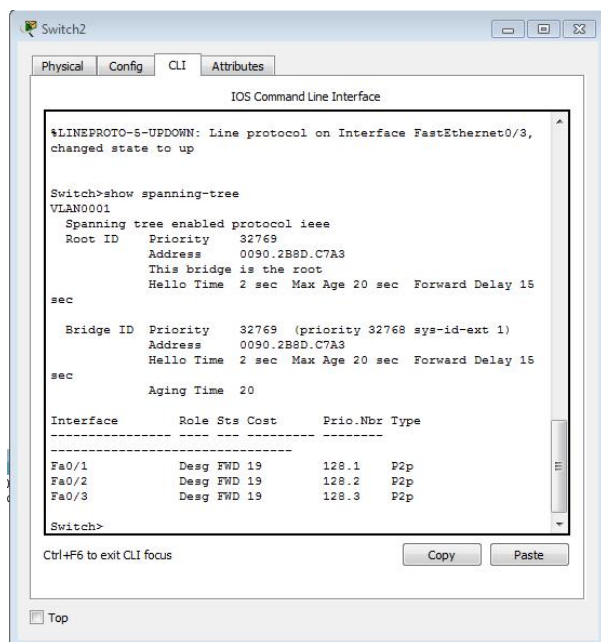 Switch2
Physical Config CLI Attributes
IOS Command Line Interface
%LINEPROTO-5-UPDOWN: Line protocol on Interface FastEthernet0/3,
changed state to up
Switch>show spanning-tree
VLAN0001
Spanning tree enabled protocol ieee
Root ID Priority 32769
Address 0090.2B8D.C7A3
This bridge is the root
Hello Time 2 sec Max Age 20 sec Forward Delay 15
sec
Bridge ID Priority 32769 (priority 32768 sys-id-ext 1)
Address 0090.2B8D.C7A3
Hello Time 2 sec Max Age 20 sec Forward Delay 15
sec
Aging Time 20
Interface Role Sts Cost Prio.Nbr Type
---------------- ---- --- --------- --------
--------------------------------
Fa0/1 Desg FWD 19 128.1 P2p
Fa0/2 Desg FWD 19 128.2 P2p
Fa0/3 Desg FWD 19 128.3 P2p
Switch>
Ctrl+F6 to exit CLI focus Copy Paste
Top